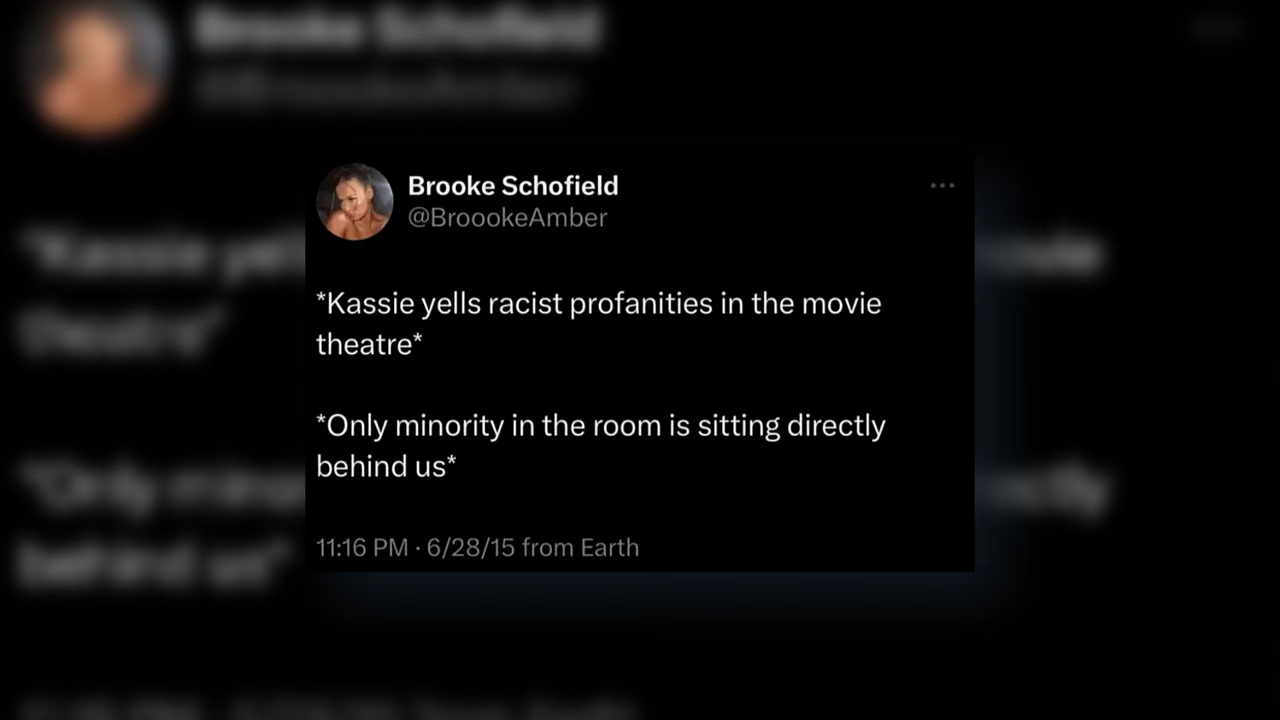 Brooke Schofield
@BroookeAmber
*Kassie yells racist profanities in the movie
theatre*
*Only minority in the room is sitting directly
behind us*
11:16 PM · 6/28/15 from Earth